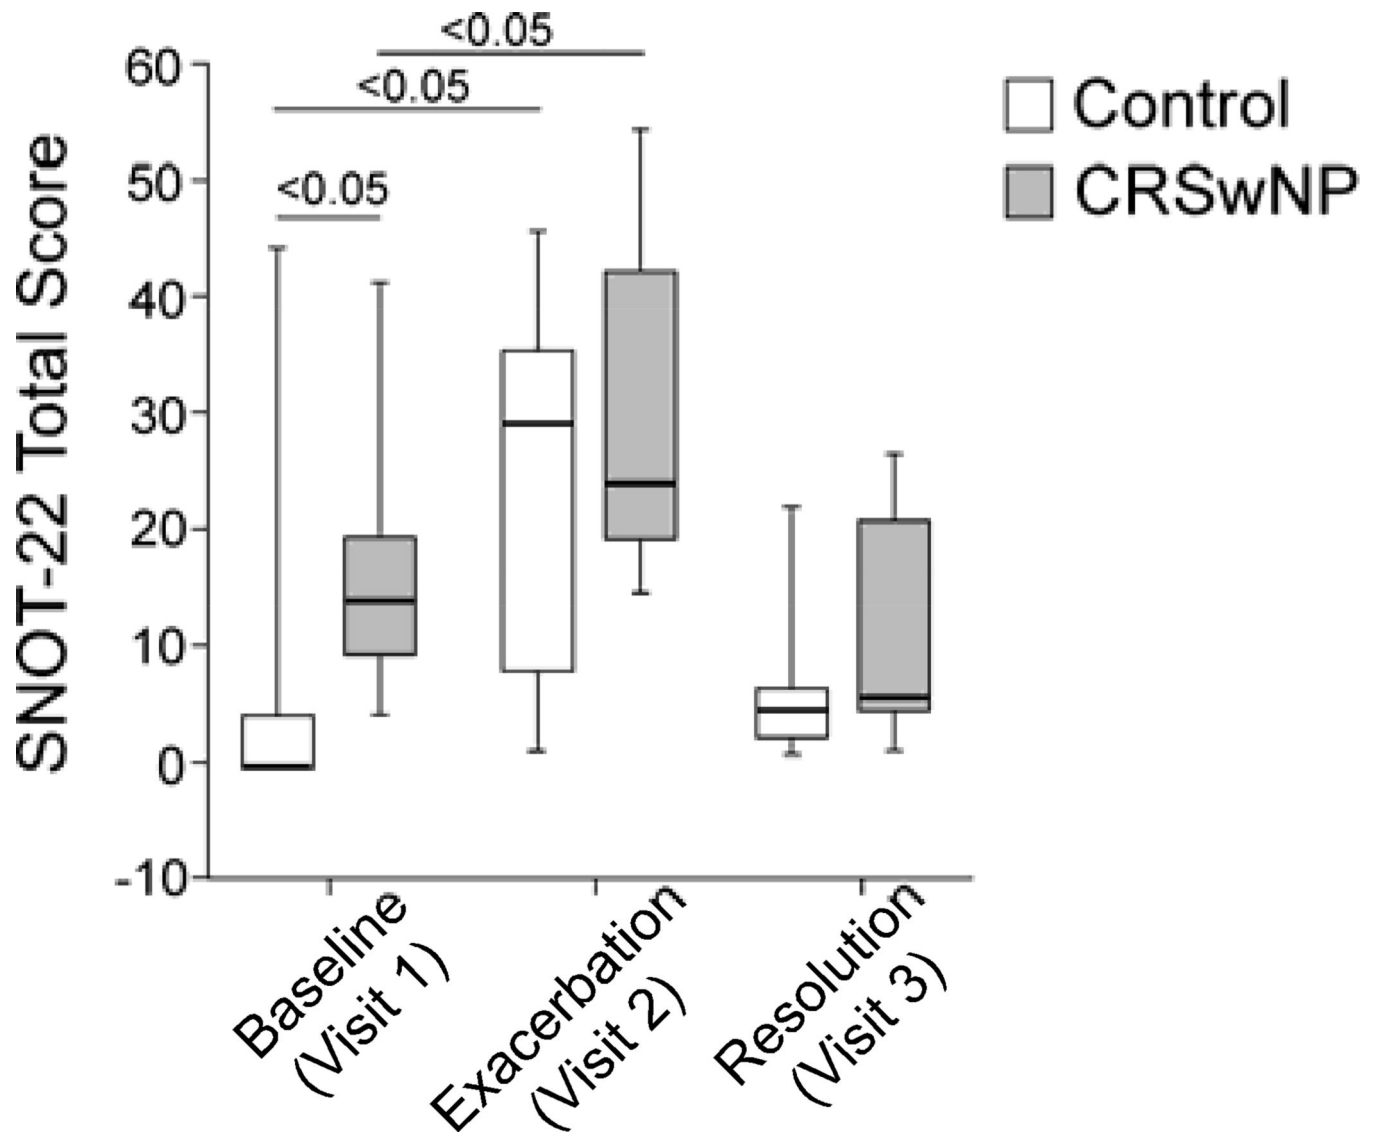 <0.05
<0.05
<0.05
60
50
40
30
20
10
0
-10
SNOT-22 Total Score
Control
CRSwNP
Baseline
(Visit 1)
Exacerbation
(Visit 2)
Resolution
(Visit 3)